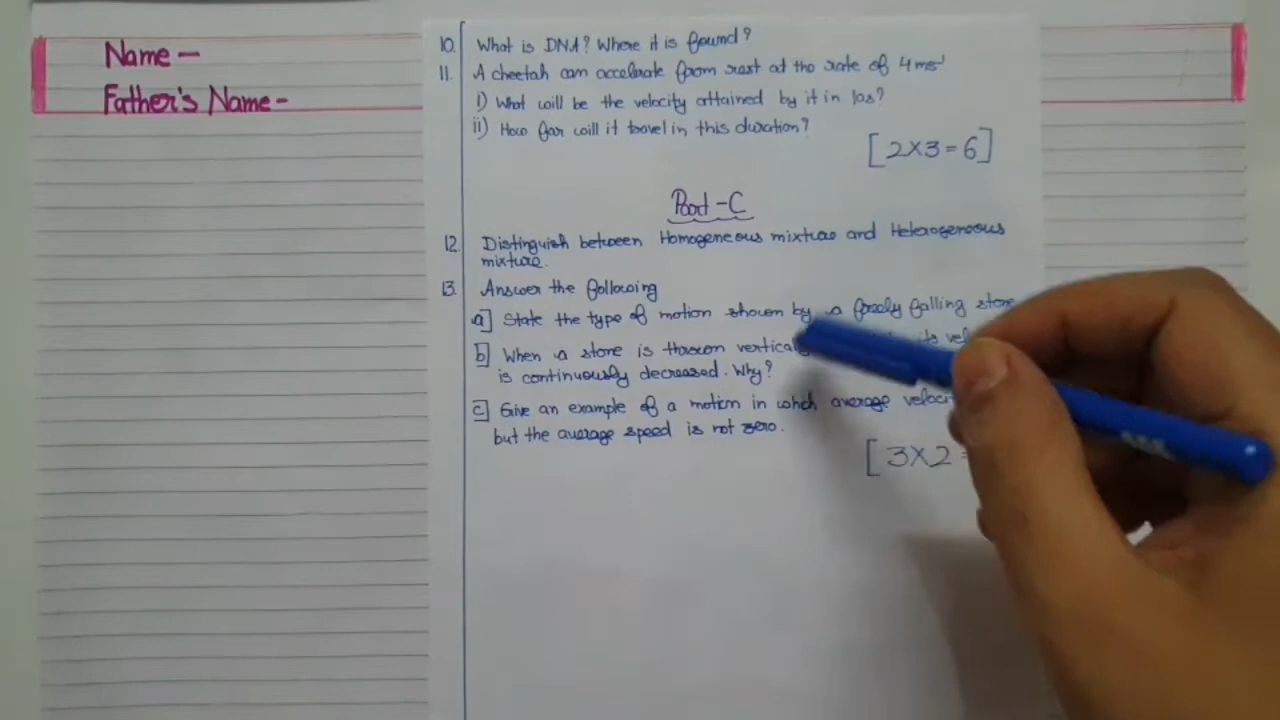 Name -
Father's Name -
10. What is DNA? Where it is found?
11. A cheetah can accelerate from rest at the rate of 4 ms⁻¹
i) What will be the velocity attained by it in 10s?
ii) How far will it travel in this duration?
[2X3=6]
Part-C
12. Distinguish between Homogeneous mixture and Heterogeneous
mixture.
13. Answer the following
a] State the type of motion shown by a freely falling stone
b] When a stone is thrown vertically its
is continuously decreased. Why?
c] Give an example of a motion in which average
but the average speed is not zero.
[3X2 =